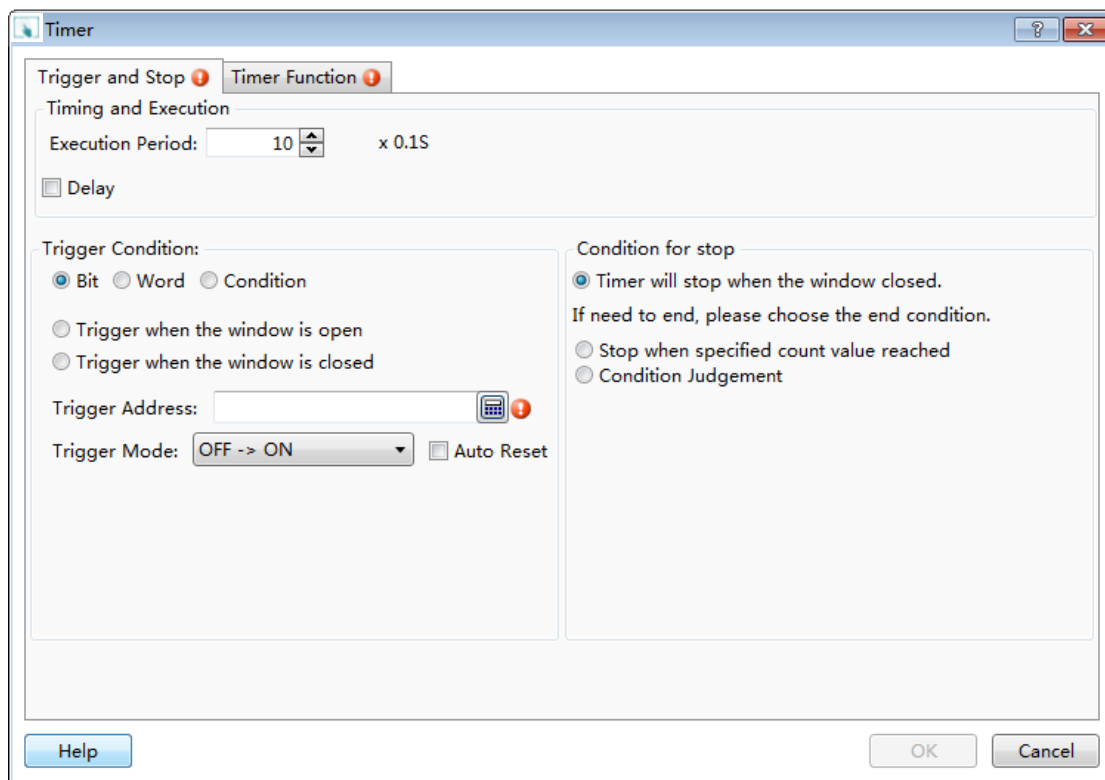 Timer
Trigger and Stop Timer Function
Timing and Execution
Execution Period: 10 x 0.1S
Delay
Trigger Condition:
Bit Word Condition
Trigger when the window is open
Trigger when the window is closed
Trigger Address:
Trigger Mode: OFF -> ON Auto Reset
Condition for stop
Timer will stop when the window closed.
If need to end, please choose the end condition.
Stop when specified count value reached
Condition Judgement
Help OK Cancel